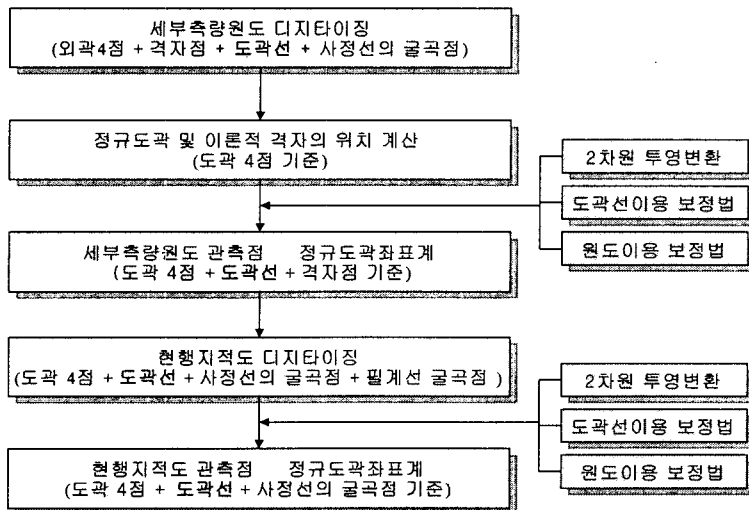 세부측량원도 디지타이징
(외곽4점 + 격자점 + 도곽선 + 사정선의 굴곡점)
정규도곽 및 이론적 격자의 위치 계산
(도곽 4점 기준)
2차원 투영변환
도곽선이용 보정법
원도이용 보정법
세부측량원도 관측점 정규도곽좌표계
(도곽 4점 + 도곽선 + 격자점 기준)
현행지적도 디지타이징
(도곽 4점 + 도곽선 + 사정선의 굴곡점 + 필계선 굴곡점 )
2차원 투영변환
도곽선이용 보정법
원도이용 보정법
현행지적도 관측점 정규도곽좌표계
(도곽 4점 + 도곽선 + 사정선의 굴곡점 기준)